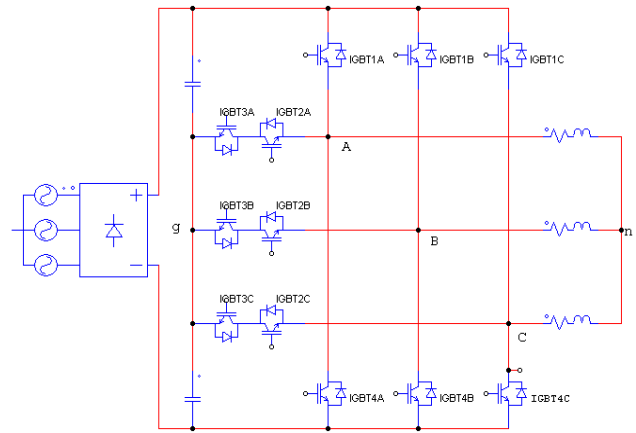 IGBT1A
IGBT1B
IGBT1C
IGBT3A
IGBT2A
A
+
IGBT3B
IGBT2B
g
B
n
−
IGBT3C
IGBT2C
C
IGBT4A
IGBT4B
IGBT4C